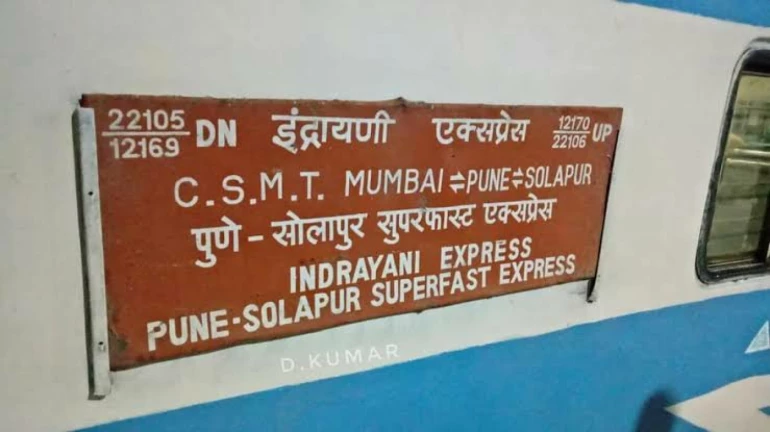 22105 DN इंद्रायणी एक्सप्रेस 12170 UP
12169 22106
C.S.M.T. MUMBAI ⇌ PUNE ⇌ SOLAPUR
पुणे - सोलापुर सुपरफास्ट एक्सप्रेस
INDRAYANI EXPRESS
PUNE-SOLAPUR SUPERFAST EXPRESS
D. KUMAR